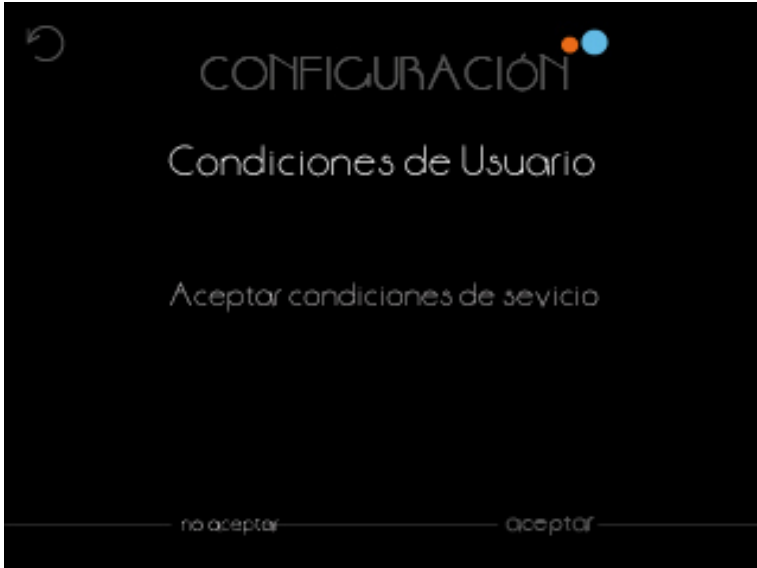 CONFIGURACIÓN
Condiciones de Usuario
Aceptar condiciones de sevicio
no aceptar aceptar